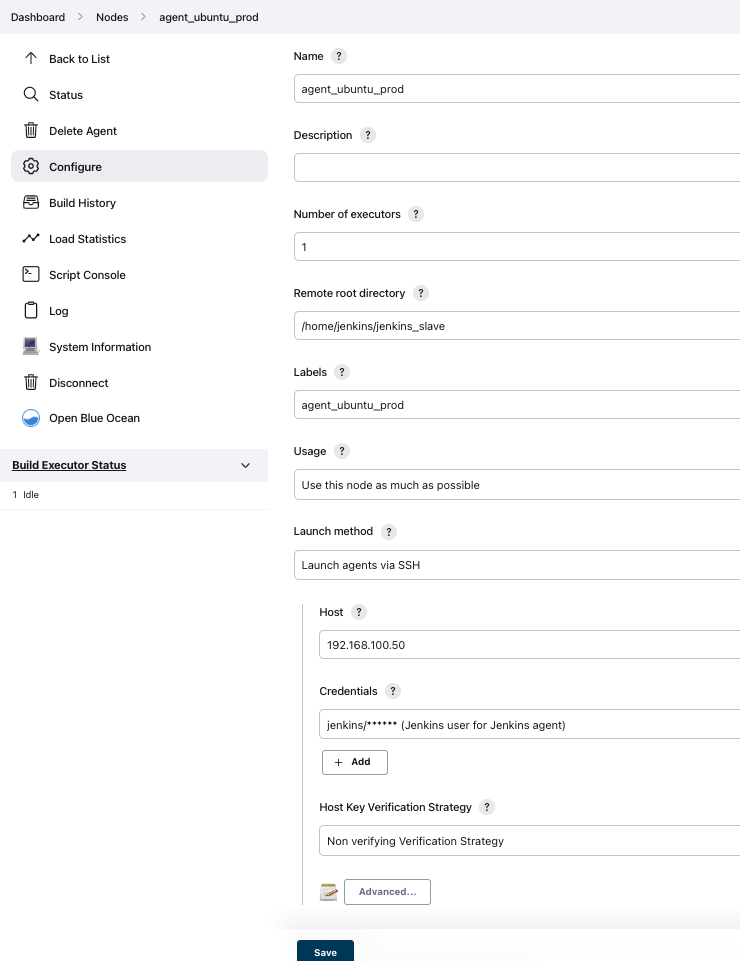 Dashboard > Nodes > agent_ubuntu_prod
Back to List
Status
Delete Agent
Configure
Build History
Load Statistics
Script Console
Log
System Information
Disconnect
Open Blue Ocean
Build Executor Status
1 Idle
Name ?
agent_ubuntu_prod
Description ?
Number of executors ?
1
Remote root directory ?
/home/jenkins/jenkins_slave
Labels ?
agent_ubuntu_prod
Usage ?
Use this node as much as possible
Launch method ?
Launch agents via SSH
Host ?
192.168.100.50
Credentials ?
jenkins/****** (Jenkins user for Jenkins agent)
+ Add
Host Key Verification Strategy ?
Non verifying Verification Strategy
Advanced...
Save